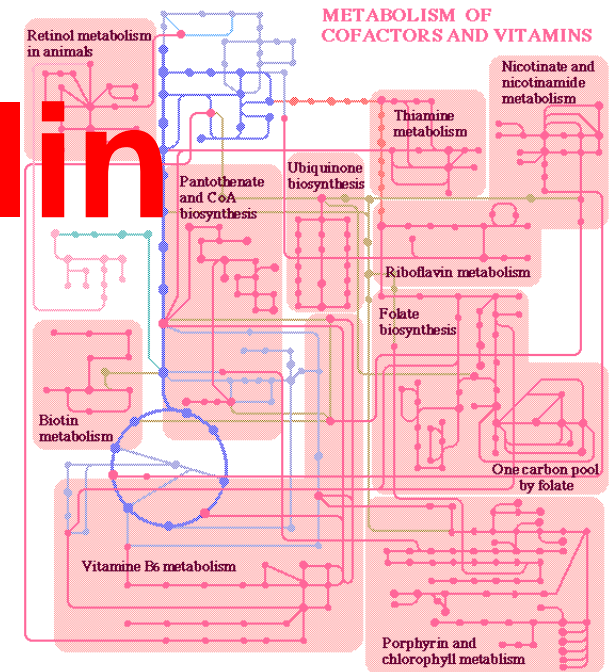 METABOLISM OF
COFACTORS AND VITAMINS
Retinol metabolism
in animals
Nicotinate and
nicotinamide
metabolism
lin
Thiamine
metabolism
Pantothenate
and CoA
biosynthesis
Ubiquinone
biosynthesis
Riboflavin metabolism
Folate
biosynthesis
Biotin
metabolism
One carbon pool
by folate
Vitamine B6 metabolism
Porphyrin and
chlorophyll metablism